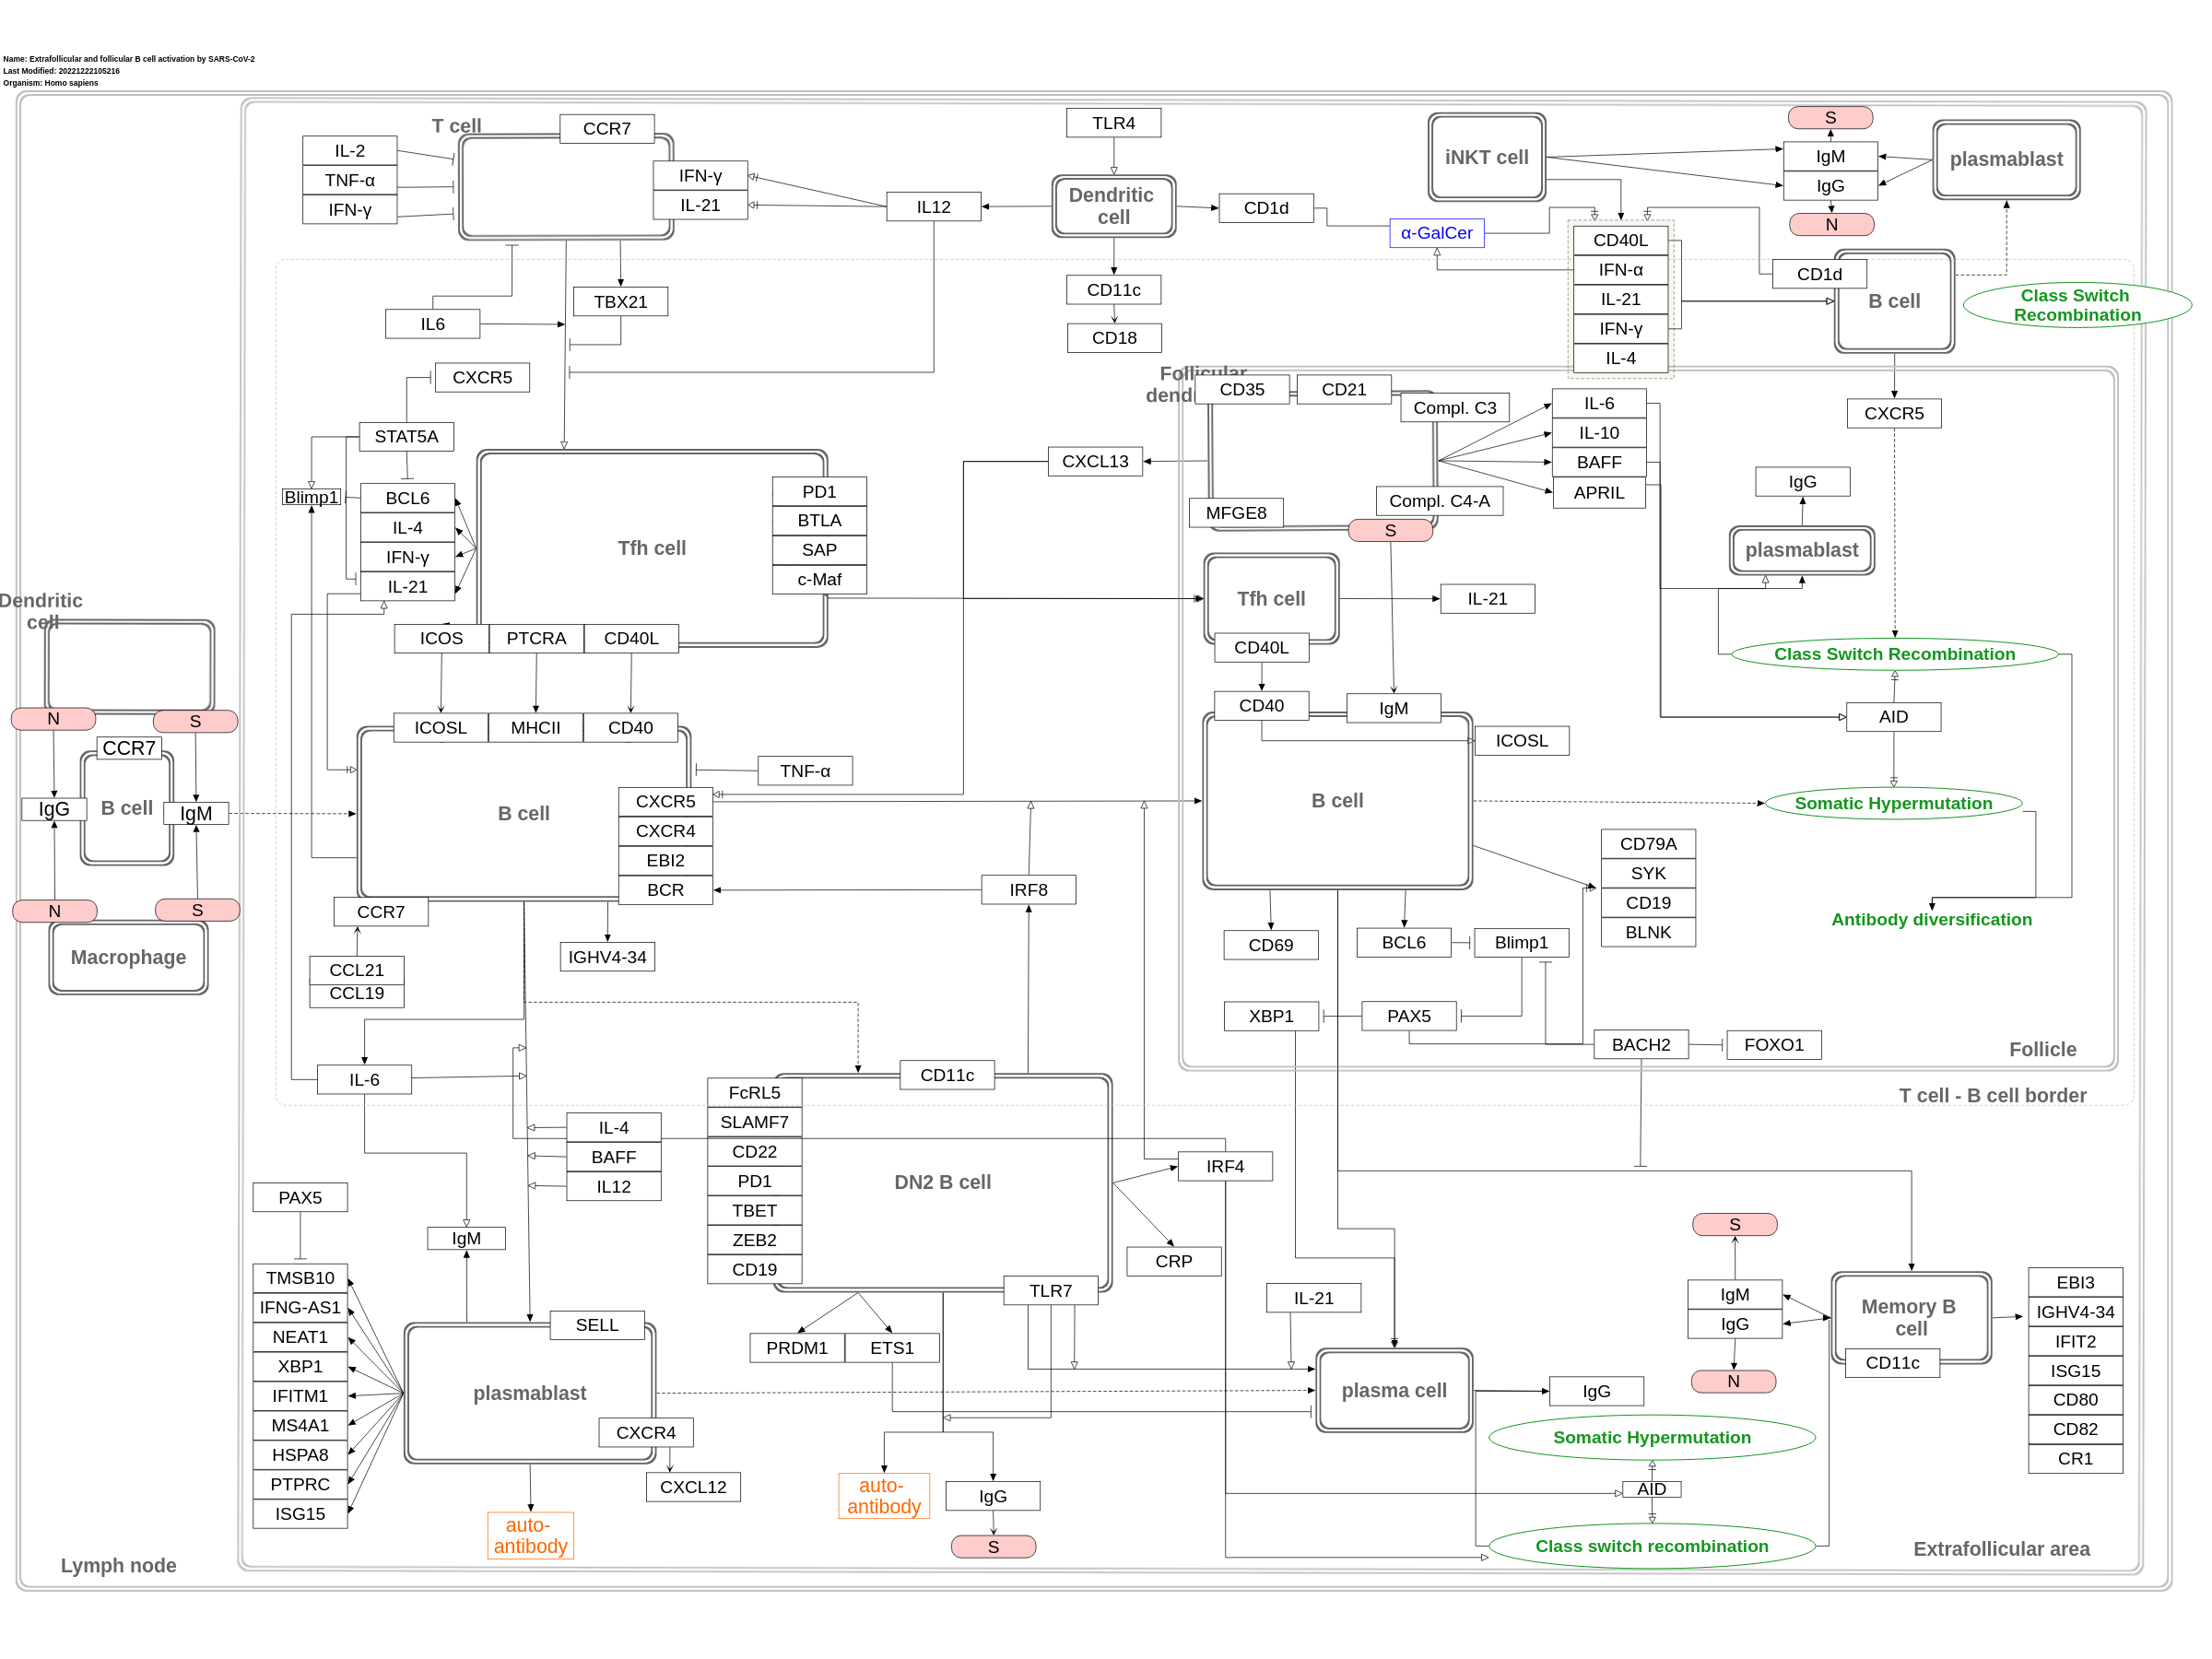 Name: Extrafollicular and follicular B cell activation by SARS-CoV-2
Last Modified: 20221222105216
Organism: Homo sapiens
T cell
CCR7
IL-2
TNF-α
IFN-γ
IFN-γ
IL-21
IL12
TLR4
Dendritic
cell
CD1d
α-GalCer
CD11c
CD18
iNKT cell
S
IgM
IgG
N
plasmablast
CD40L
IFN-α
IL-21
IFN-γ
IL-4
CD1d
B cell
Class Switch
Recombination
TBX21
IL6
CXCR5
STAT5A
Blimp1
BCL6
IL-4
IFN-γ
IL-21
Tfh cell
PD1
BTLA
SAP
c-Maf
ICOS
PTCRA
CD40L
CXCL13
Follicular
CD35
CD21
Compl. C3
MFGE8
Compl. C4-A
S
IL-6
IL-10
BAFF
APRIL
CXCR5
IgG
plasmablast
Tfh cell
CD40L
IL-21
Class Switch Recombination
AID
Somatic Hypermutation
Antibody diversification
Dendritic
cell
N
S
CCR7
B cell
IgG
IgM
N
S
Macrophage
ICOSL
MHCII
CD40
TNF-α
B cell
CXCR5
CXCR4
EBI2
BCR
CCR7
CCL21
CCL19
IGHV4-34
IRF8
CD40
IgM
ICOSL
B cell
CD79A
SYK
CD19
BLNK
CD69
BCL6
Blimp1
XBP1
PAX5
BACH2
FOXO1
Follicle
T cell - B cell border
IL-6
IL-4
BAFF
IL12
CD11c
FcRL5
SLAMF7
CD22
PD1
TBET
ZEB2
CD19
DN2 B cell
TLR7
IRF4
CRP
PRDM1
ETS1
PAX5
IgM
TMSB10
IFNG-AS1
NEAT1
XBP1
IFITM1
MS4A1
HSPA8
PTPRC
ISG15
SELL
plasmablast
CXCR4
CXCL12
auto-
antibody
auto-
antibody
IgG
S
IL-21
plasma cell
IgG
S
IgM
IgG
N
Memory B
cell
CD11c
EBI3
IGHV4-34
IFIT2
ISG15
CD80
CD82
CR1
Somatic Hypermutation
AID
Class switch recombination
Extrafollicular area
Lymph node